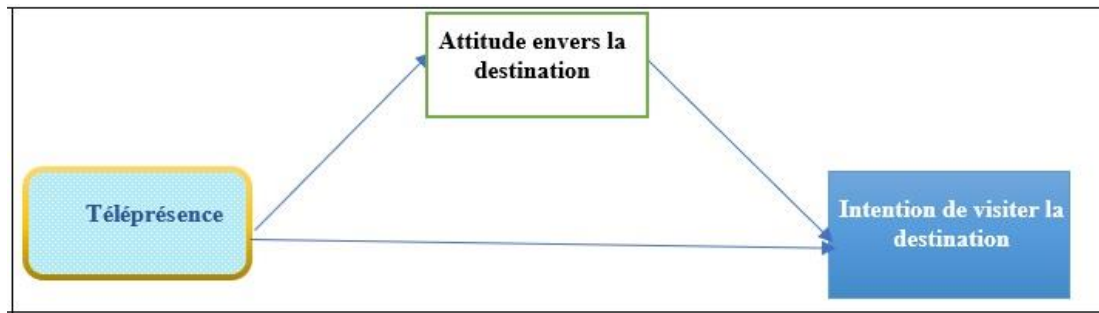 Attitude envers la
destination
Téléprésence
Intention de visiter la
destination